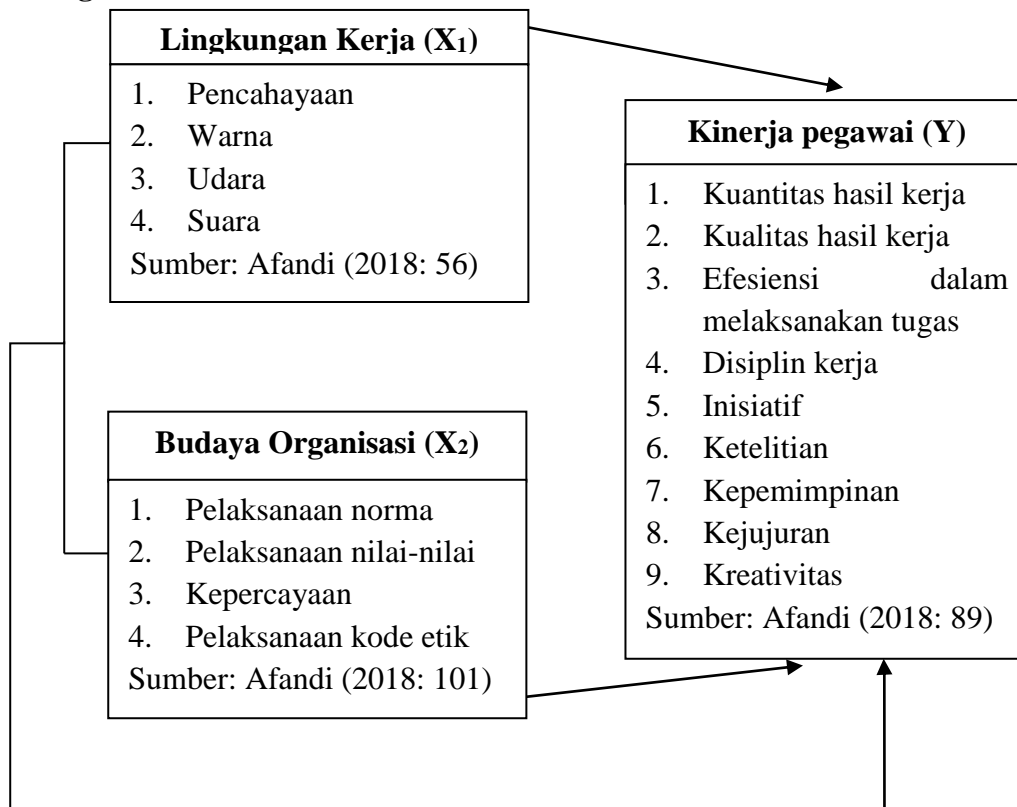 Lingkungan Kerja (X1)
1. Pencahayaan
2. Warna
3. Udara
4. Suara
Sumber: Afandi (2018: 56)
Budaya Organisasi (X2)
1. Pelaksanaan norma
2. Pelaksanaan nilai-nilai
3. Kepercayaan
4. Pelaksanaan kode etik
Sumber: Afandi (2018: 101)
Kinerja pegawai (Y)
1. Kuantitas hasil kerja
2. Kualitas hasil kerja
3. Efesiensi dalam
melaksanakan tugas
4. Disiplin kerja
5. Inisiatif
6. Ketelitian
7. Kepemimpinan
8. Kejujuran
9. Kreativitas
Sumber: Afandi (2018: 89)